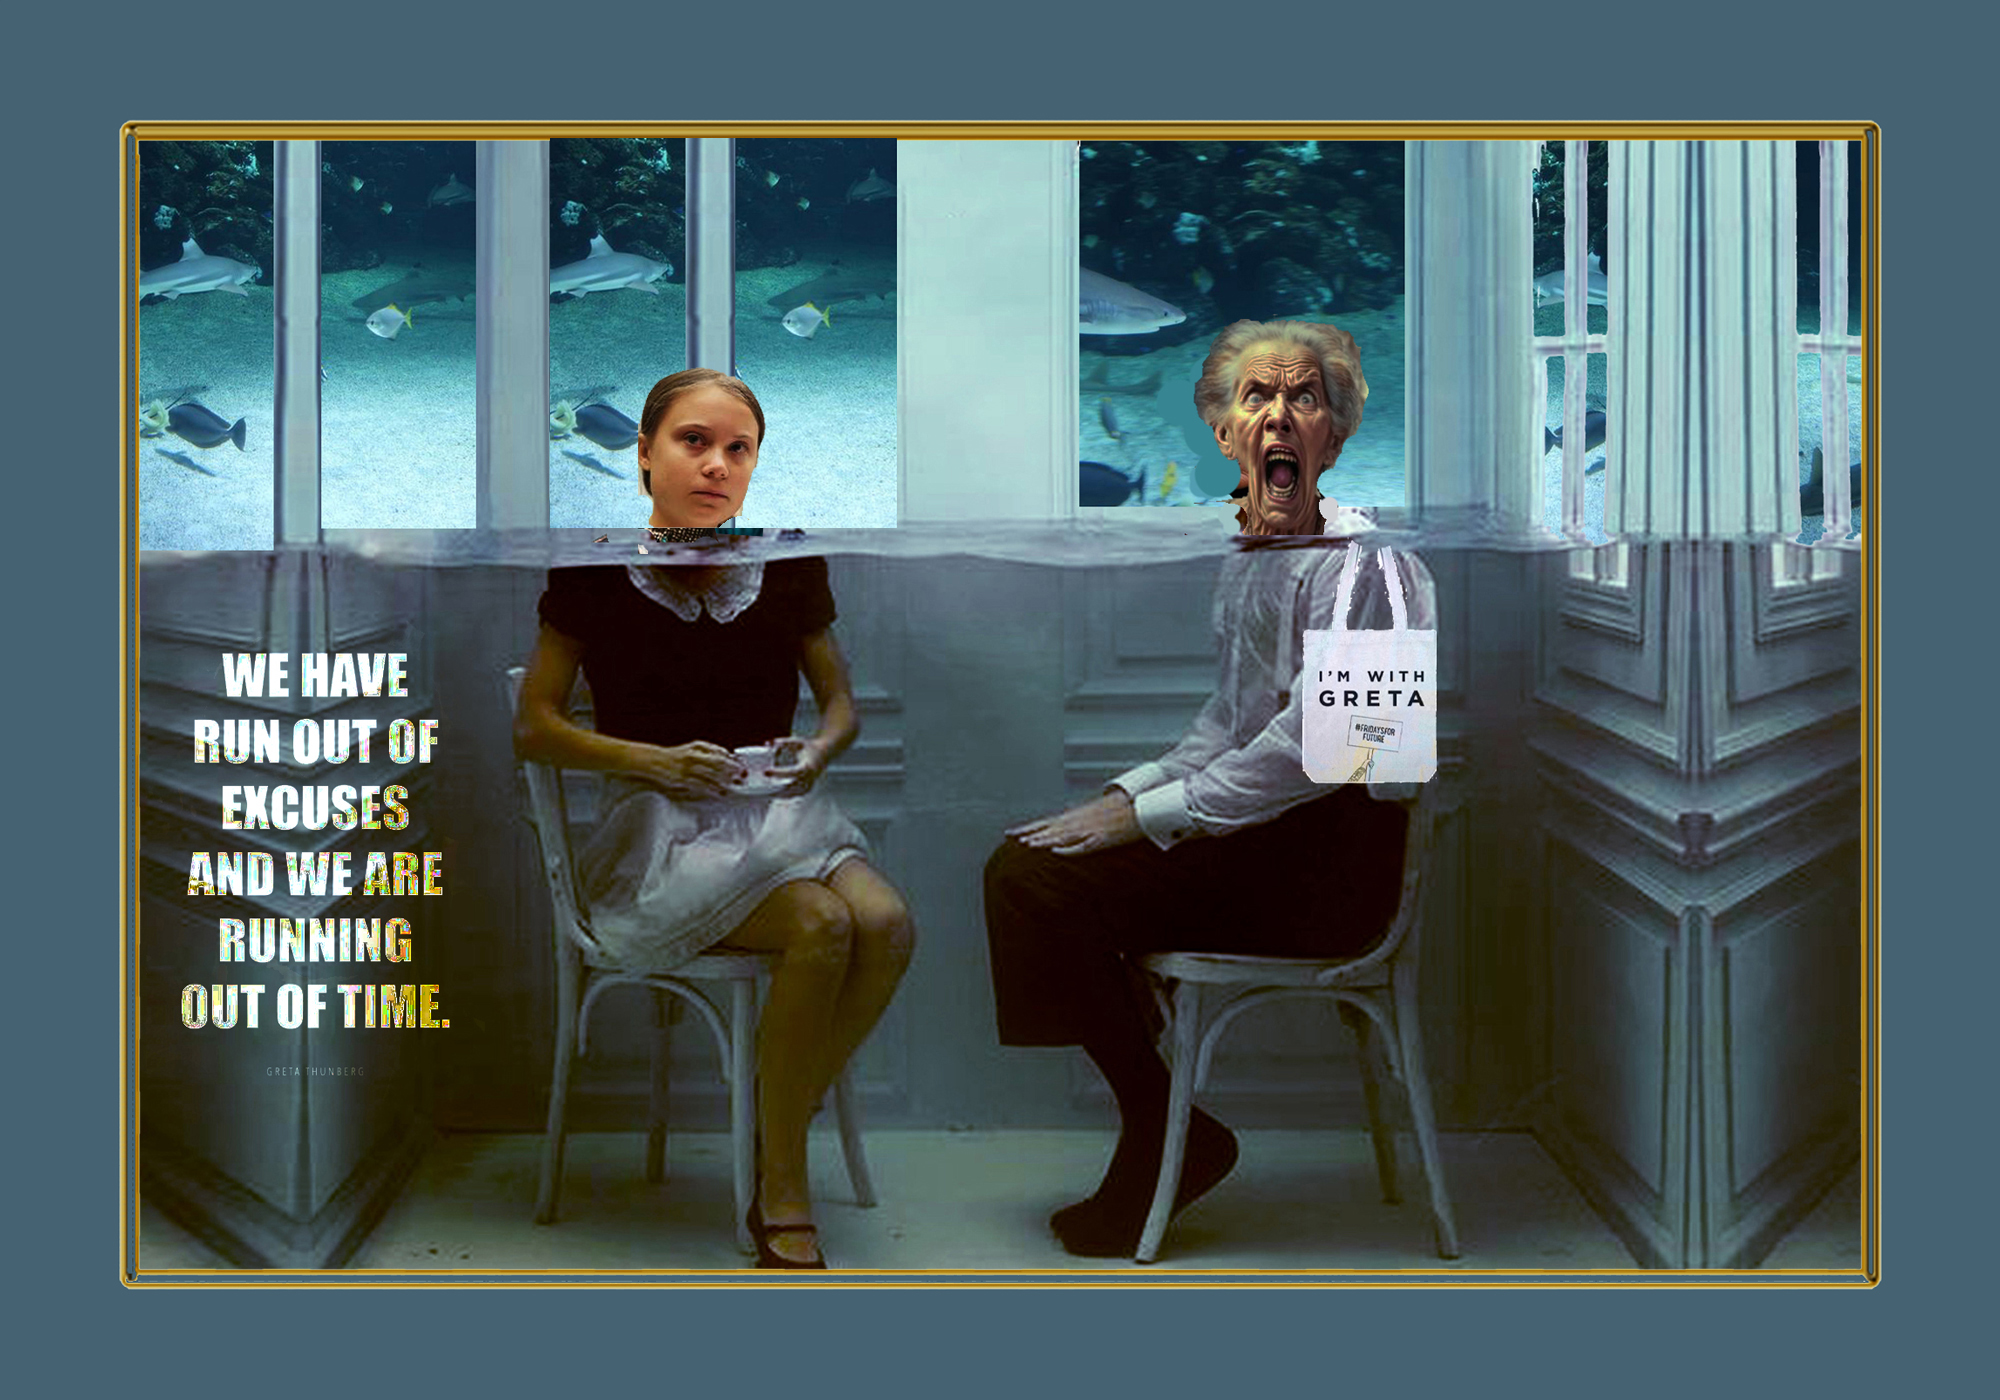 WE HAVE
RUN OUT OF
EXCUSES
AND WE ARE
RUNNING
OUT OF TIME.
GRETA THUNBERG
I'M WITH
GRETA
#FRIDAYSFOR
FUTURE